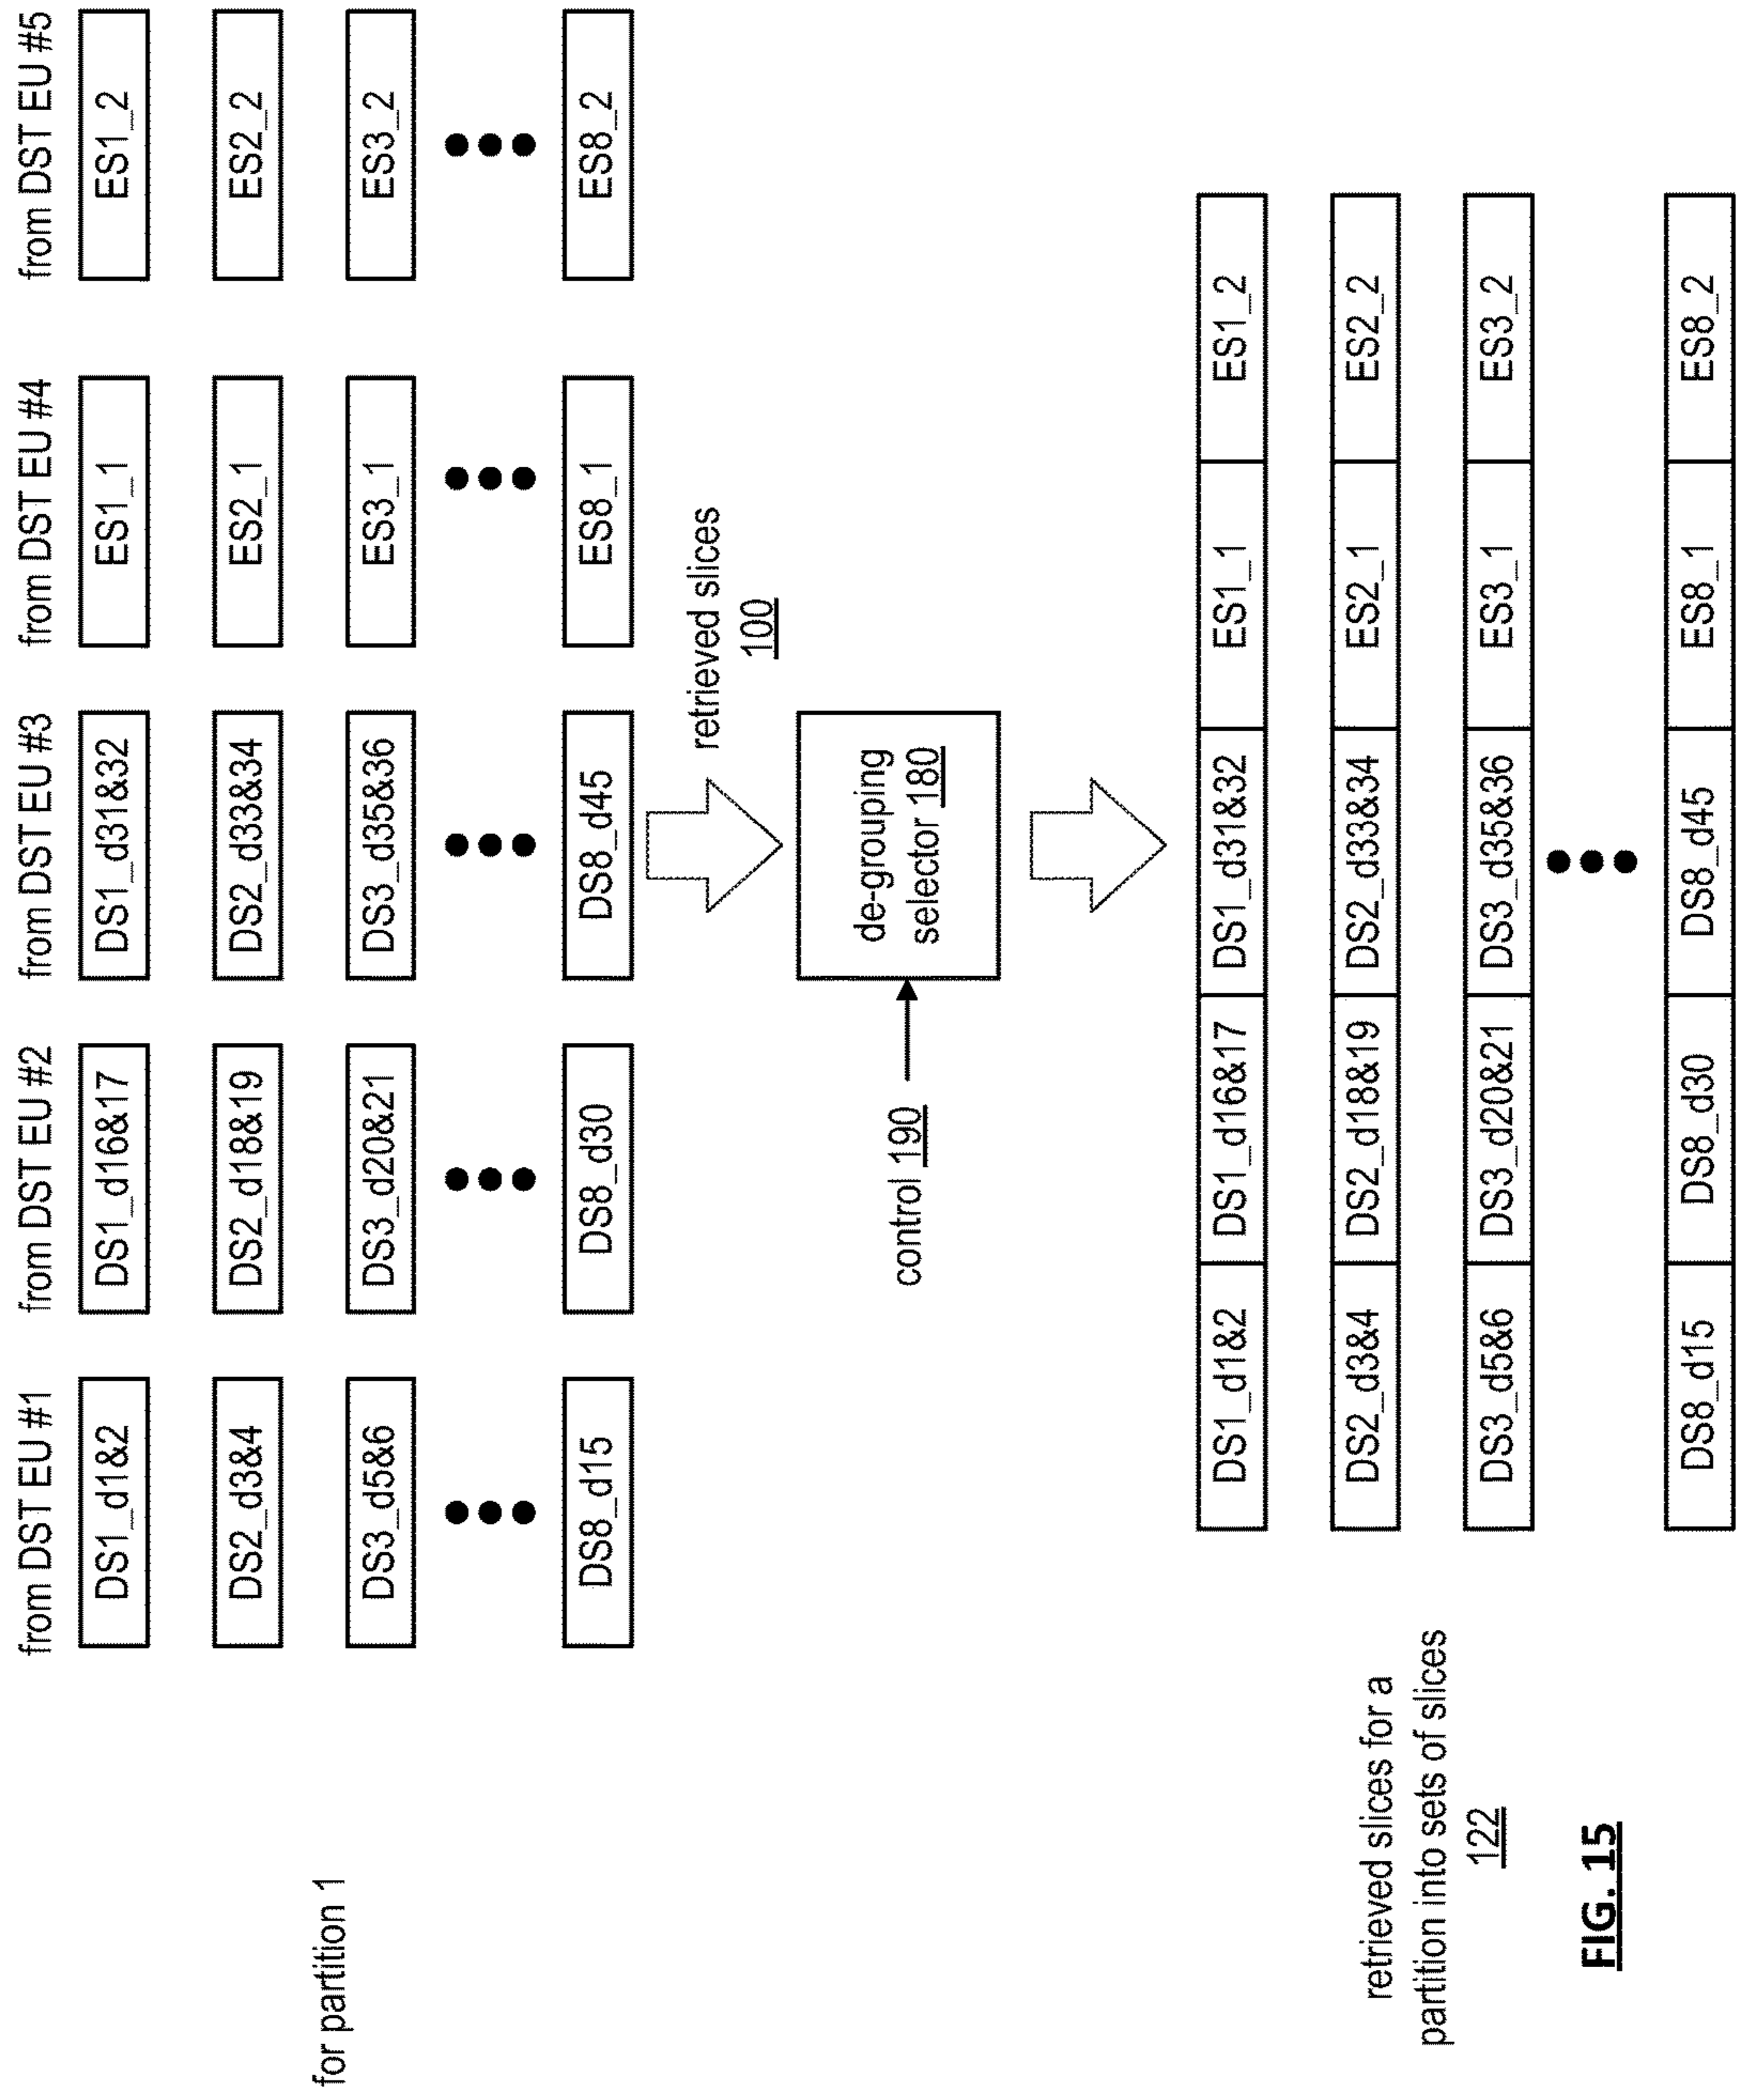 for partition 1
from DST EU #1
from DST EU #2
from DST EU #3
from DST EU #4
from DST EU #5
DS1_d1&2
DS1_d16&17
DS1_d31&32
ES1_1
ES1_2
DS2_d3&4
DS2_d18&19
DS2_d33&34
ES2_1
ES2_2
DS3_d5&6
DS3_d20&21
DS3_d35&36
ES3_1
ES3_2
DS8_d15
DS8_d30
DS8_d45
ES8_1
ES8_2
retrieved slices
100
control 190
de-grouping
selector 180
DS1_d1&2
DS1_d16&17
DS1_d31&32
ES1_1
ES1_2
DS2_d3&4
DS2_d18&19
DS2_d33&34
ES2_1
ES2_2
DS3_d5&6
DS3_d20&21
DS3_d35&36
ES3_1
ES3_2
DS8_d15
DS8_d30
DS8_d45
ES8_1
ES8_2
retrieved slices for a
partition into sets of slices
122
FIG. 15